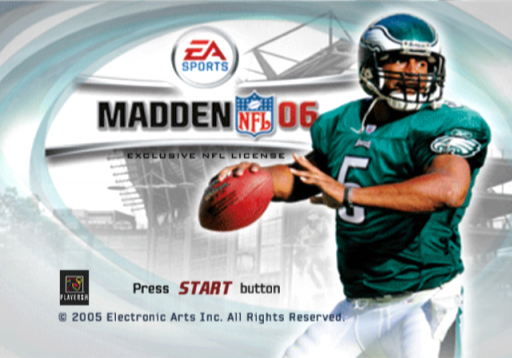 EA
SPORTS
MADDEN NFL 06
EXCLUSIVE NFL LICENSE
5
Press START button
PLAYERS INC
© 2005 Electronic Arts Inc. All Rights Reserved.